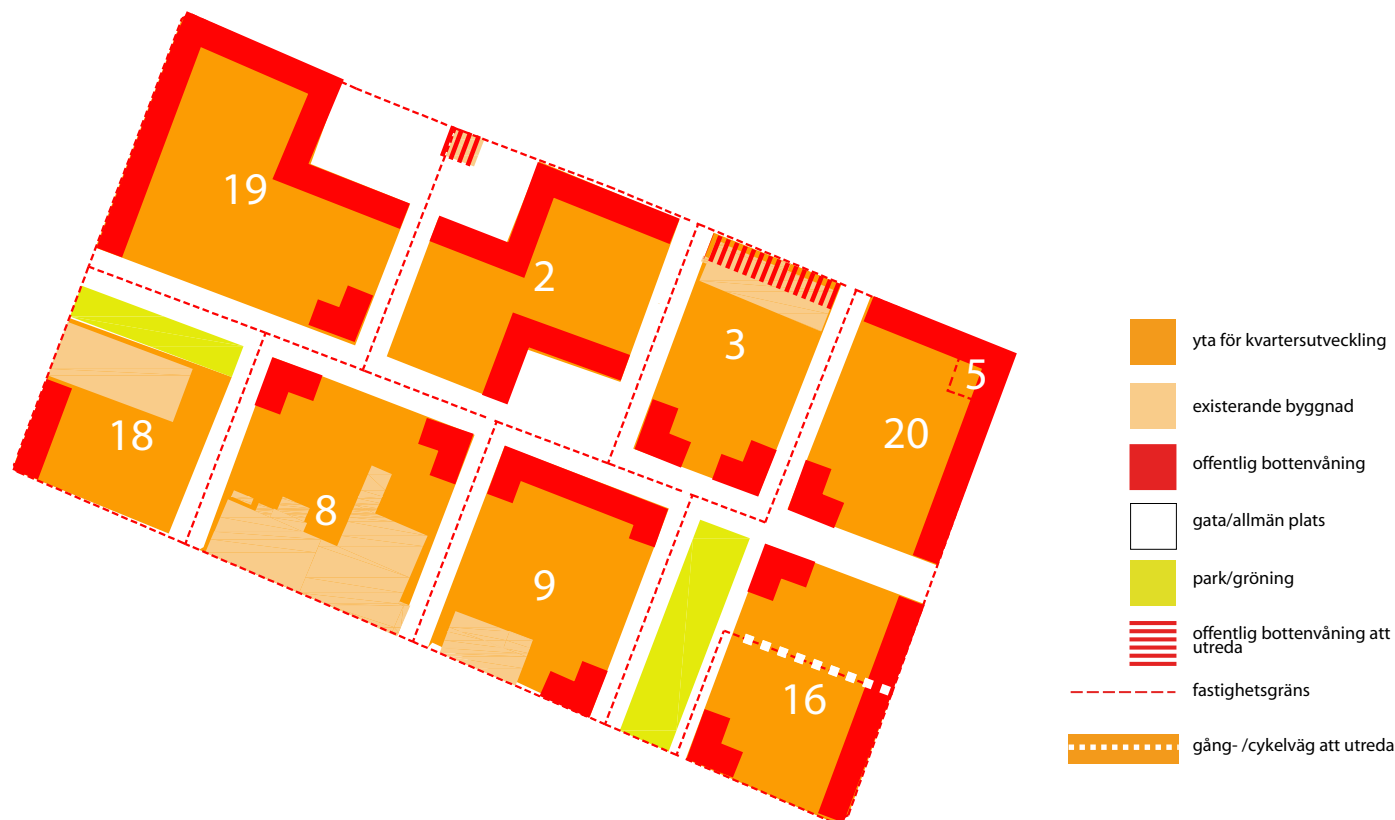 19
2
3
5
20
18
8
9
16
yta för kvartersutveckling
existerande byggnad
offentlig bottenvåning
gata/allmän plats
park/gröning
offentlig bottenvåning att
utreda
fastighetsgräns
gång- /cykelväg att utreda